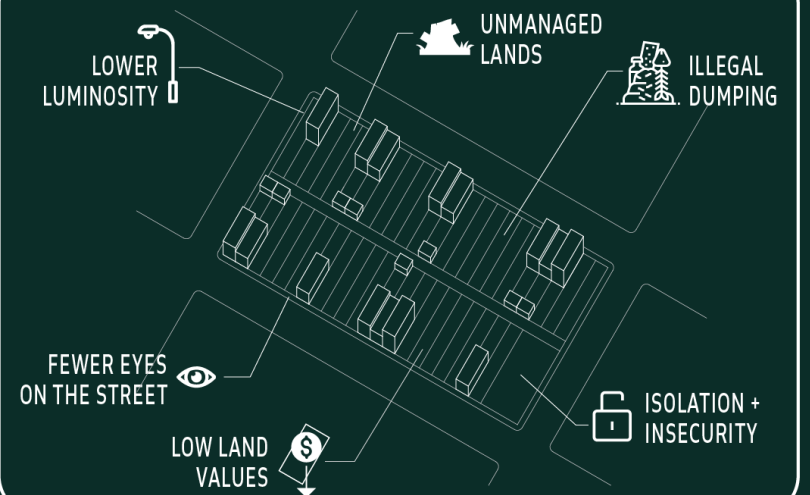 UNMANAGED
LANDS
LOWER
LUMINOSITY
ILLEGAL
DUMPING
FEWER EYES
ON THE STREET
ISOLATION +
INSECURITY
LOW LAND
VALUES
$